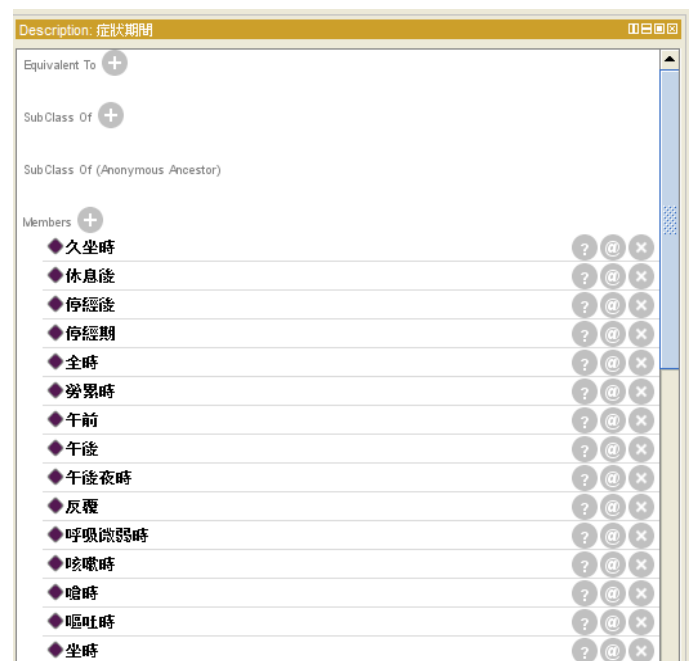 Description: 症狀期間
Equivalent To
SubClass Of
SubClass Of (Anonymous Ancestor)
Members
久坐時
休息後
停經後
停經期
全時
勞累時
午前
午後
午後夜時
反覆
呼吸微弱時
咳嗽時
嗆時
嘔吐時
坐時